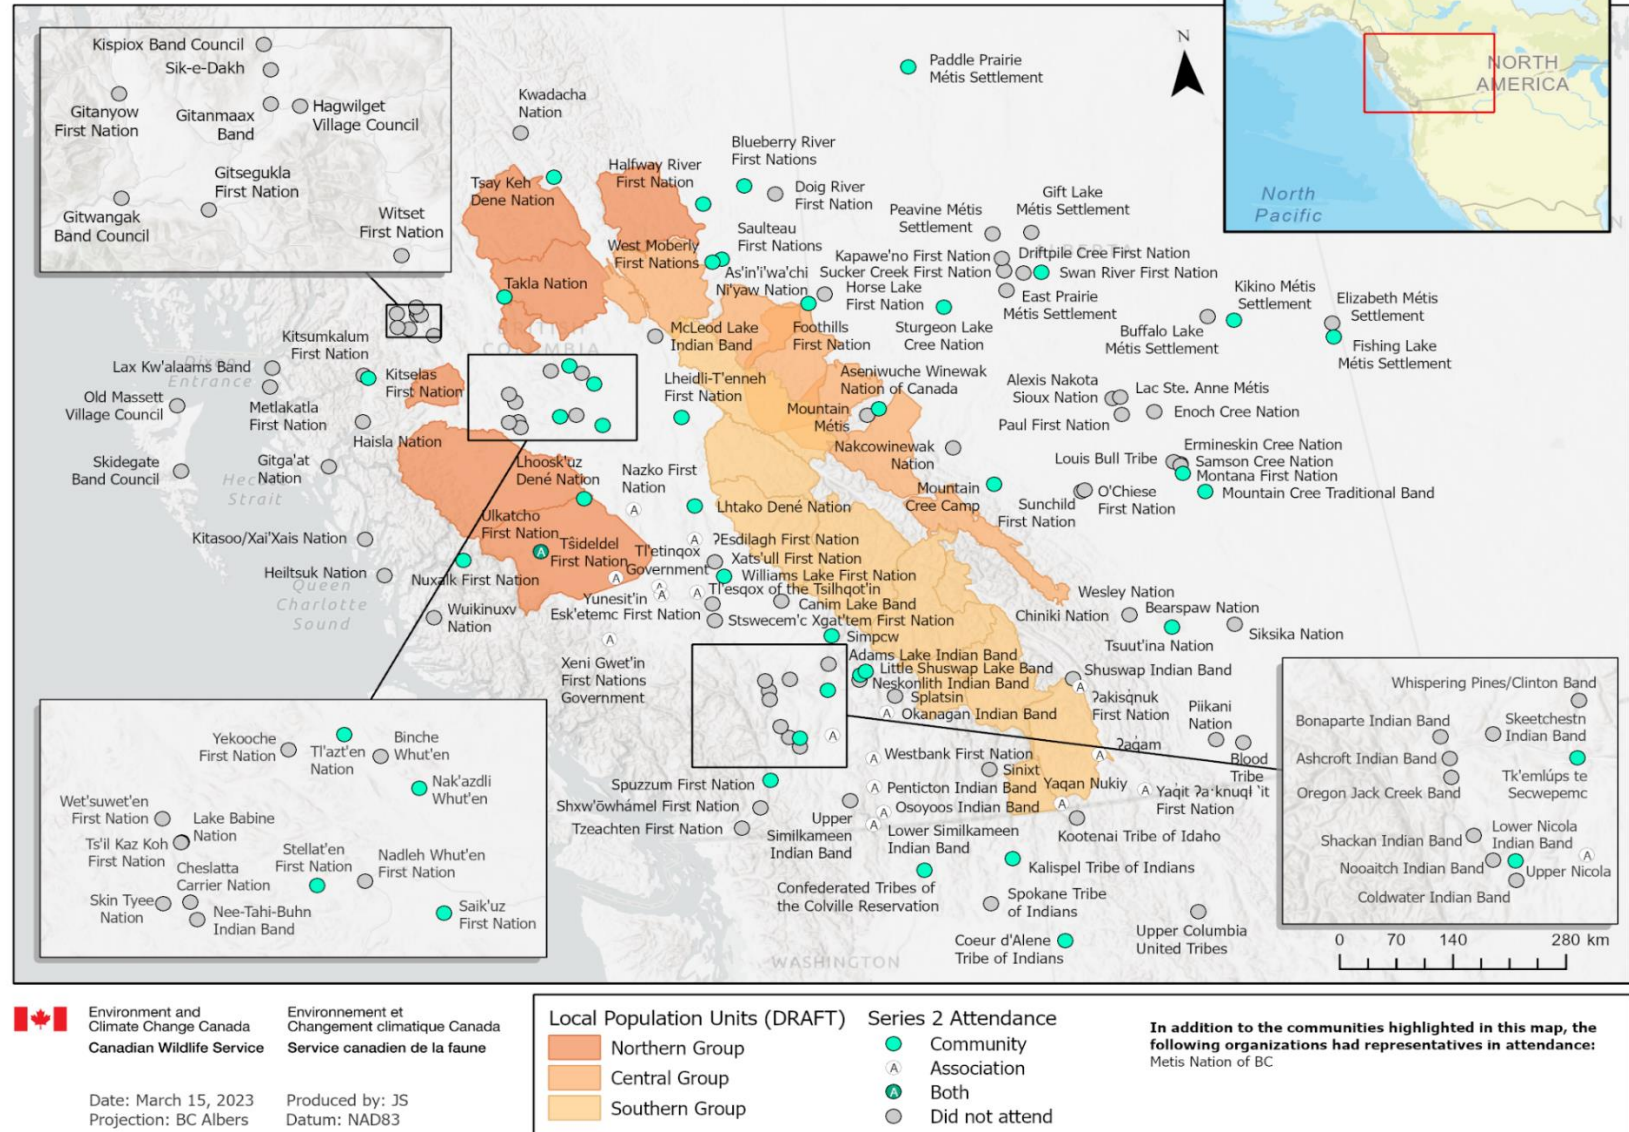 Kispiox Band Council
Sik-e-Dakh
Gitanyow
First Nation
Gitanmaax
Band
Hagwilget
Village Council
Gitsegukla
First Nation
Gitwangak
Band Council
Witset
First Nation
Kwadacha
Nation
Paddle Prairie
Métis Settlement
N
NORTH
AMERICA
North
Pacific
Tsay Keh
Dene Nation
Halfway River
First Nation
Blueberry River
First Nations
Doig River
First Nation
Gift Lake
Métis Settlement
Peavine Métis
Settlement
ALBERTA
West Moberly
First Nations
Saulteau
First Nations
As'in'i'wa'chi
Ni'yaw Nation
Kapawe'no First Nation
Driftpile Cree First Nation
Sucker Creek First Nation
Swan River First Nation
Horse Lake
First Nation
East Prairie
Métis Settlement
Takla Nation
BRITISH
COLUMBIA
McLeod Lake
Indian Band
Foothills
First Nation
Sturgeon Lake
Cree Nation
Kikino Métis
Settlement
Elizabeth Métis
Settlement
Buffalo Lake
Métis Settlement
Fishing Lake
Métis Settlement
Kitsumkalum
First Nation
Lax Kw'alaams Band
Dixon
Entrance
Kitselas
First Nation
Old Massett
Village Council
Metlakatla
First Nation
Haisla Nation
Lheidli-T'enneh
First Nation
Aseniwuche Winewak
Nation of Canada
Mountain
Métis
Alexis Nakota
Sioux Nation
Lac Ste. Anne Métis
Enoch Cree Nation
Paul First Nation
Nakcowinewak
Nation
Ermineskin Cree Nation
Louis Bull Tribe
Samson Cree Nation
Montana First Nation
Mountain Cree Traditional Band
Skidegate
Band Council
Gitga'at
Nation
Strait
Lhoosk'uz
Dené Nation
Nazko First
Nation
Mountain
Cree Camp
Sunchild
First Nation
O'Chiese
First Nation
Lhtako Dené Nation
Ulkatcho
First Nation
Kitasoo/Xai'Xais Nation
Heiltsuk Nation
Queen
Charlotte
Sound
Nuxalk First Nation
Tŝideldel
First Nation
Tl'etinqox
Government
ʔEsdilagh First Nation
Xats'ull First Nation
Williams Lake First Nation
Tl'esqox of the Tsilhqot'in
Yunesit'in
Esk'etemc First Nation
Canim Lake Band
Stswecem'c Xgat'tem First Nation
Wuikinuxv
Nation
Simpcw
Wesley Nation
Chiniki Nation
Bearspaw Nation
Tsuut'ina Nation
Siksika Nation
Xeni Gwet'in
First Nations
Government
Adams Lake Indian Band
Little Shuswap Lake Band
Neskonlith Indian Band
Splatsin
Okanagan Indian Band
Shuswap Indian Band
ʔakisq̓nuk
First Nation
Piikani
Nation
ʔaq̓am
Blood
Tribe
Westbank First Nation
Sinixt
Spuzzum First Nation
Penticton Indian Band
Yaqan Nukiy
Yaq̓it ʔa·knuqⱡi 'it
First Nation
Shxw'ōwhámel First Nation
Osoyoos Indian Band
Tzeachten First Nation
Upper
Similkameen
Indian Band
Lower Similkameen
Indian Band
Kootenai Tribe of Idaho
Kalispel Tribe of Indians
Confederated Tribes of
the Colville Reservation
Spokane Tribe
of Indians
Coeur d'Alene
Tribe of Indians
Upper Columbia
United Tribes
WASHINGTON
Yekooche
First Nation
Tl'azt'en
Nation
Binche
Whut'en
Nak'azdli
Whut'en
Wet'suwet'en
First Nation
Lake Babine
Nation
Ts'il Kaz Koh
First Nation
Cheslatta
Carrier Nation
Stellat'en
First Nation
Nadleh Whut'en
First Nation
Skin Tyee
Nation
Nee-Tahi-Buhn
Indian Band
Saik'uz
First Nation
Whispering Pines/Clinton Band
Bonaparte Indian Band
Skeetchestn
Indian Band
Ashcroft Indian Band
Tk'emlúps te
Secwepemc
Oregon Jack Creek Band
Shackan Indian Band
Lower Nicola
Indian Band
Nooaitch Indian Band
Upper Nicola
Coldwater Indian Band
0 70 140 280 km
Environment and
Climate Change Canada
Canadian Wildlife Service
Environnement et
Changement climatique Canada
Service canadien de la faune
Date: March 15, 2023
Projection: BC Albers
Produced by: JS
Datum: NAD83
Local Population Units (DRAFT)
Northern Group
Central Group
Southern Group
Series 2 Attendance
Community
A Association
A Both
Did not attend
In addition to the communities highlighted in this map, the
following organizations had representatives in attendance:
Metis Nation of BC